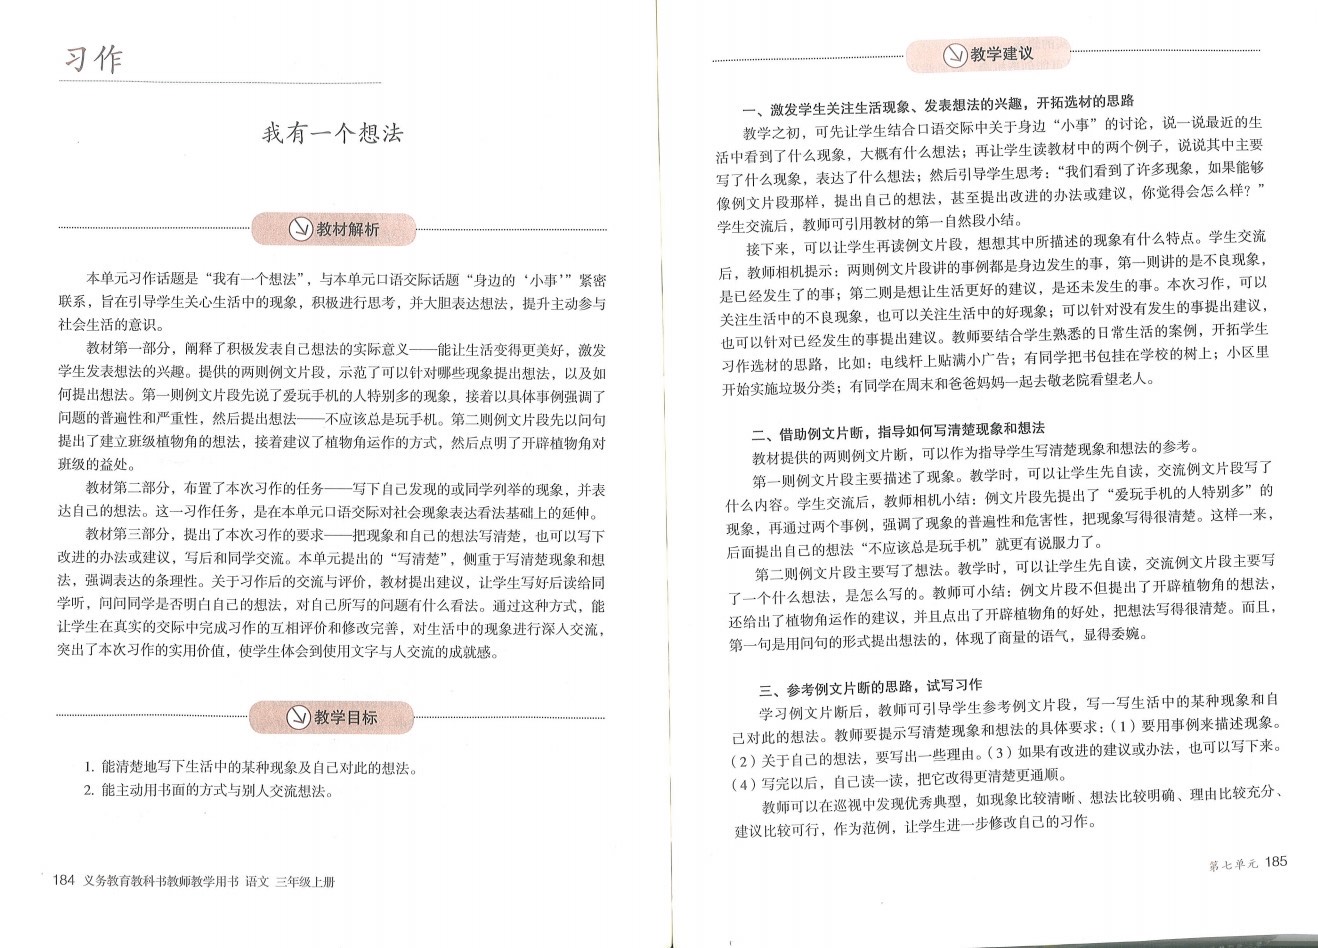 习作
我有一个想法
教材解析
本单元习作话题是“我有一个想法”，与本单元口语交际话题“身边的‘小事’”紧密
联系，旨在引导学生关心生活中的现象，积极进行思考，并大胆表达想法，提升主动参与
社会生活的意识。
教材第一部分，阐释了积极发表自己想法的实际意义——能让生活变得更美好，激发
学生发表想法的兴趣。提供的两则例文片段，示范了可以针对哪些现象提出想法，以及如
何提出想法。第一则例文片段先说了爱玩手机的人特别多的现象，接着以具体事例强调了
问题的普遍性和严重性，然后提出想法——不应该总是玩手机。第二则例文片段先以问句
提出了建立班级植物角的想法，接着建议了植物角运作的方式，然后点明了开辟植物角对
班级的益处。
教材第二部分，布置了本次习作的任务——写下自己发现的或同学列举的现象，并表
达自己的想法。这一习作任务，是在本单元口语交际对社会现象表达看法基础上的延伸。
教材第三部分，提出了本次习作的要求——把现象和自己的想法写清楚，也可以写下
改进的办法或建议，写后和同学交流。本单元提出的“写清楚”，侧重于写清楚现象和想
法，强调表达的条理性。关于习作后的交流与评价，教材提出建议，让学生写好后读给同
学听，问问同学是否明白自己的想法，对自己所写的问题有什么看法。通过这种方式，能
让学生在真实的交际中完成习作的互相评价和修改完善，对生活中的现象进行深入交流，
突出了本次习作的实用价值，使学生体会到使用文字与人交流的成就感。
教学目标
1. 能清楚地写下生活中的某种现象及自己对此的想法。
2. 能主动用书面的方式与别人交流想法。
184 义务教育教科书教师教学用书 语文 三年级上册
教学建议
一、激发学生关注生活现象、发表想法的兴趣，开拓选材的思路
教学之初，可先让学生结合口语交际中关于身边“小事”的讨论，说一说最近的生
活中看到了什么现象，大概有什么想法；再让学生读教材中的两个例子，说说其中主要
写了什么现象，表达了什么想法；然后引导学生思考：“我们看到了许多现象，如果能够
像例文片段那样，提出自己的想法，甚至提出改进的办法或建议，你觉得会怎么样？”
学生交流后，教师可引用教材的第一自然段小结。
接下来，可以让学生再读例文片段，想想其中所描述的现象有什么特点。学生交流
后，教师相机提示：两则例文片段讲的事例都是身边发生的事，第一则讲的是不良现象，
是已经发生了的事；第二则是想让生活更好的建议，是还未发生的事。本次习作，可以
关注生活中的不良现象，也可以关注生活中的好现象；可以针对没有发生的事提出建议，
也可以针对已经发生的事提出建议。教师要结合学生熟悉的日常生活的案例，开拓学生
习作选材的思路，比如：电线杆上贴满小广告；有同学把书包挂在学校的树上；小区里
开始实施垃圾分类；有同学在周末和爸爸妈妈一起去敬老院看望老人。
二、借助例文片断，指导如何写清楚现象和想法
教材提供的两则例文片断，可以作为指导学生写清楚现象和想法的参考。
第一则例文片段主要描述了现象。教学时，可以让学生先自读，交流例文片段写了
什么内容。学生交流后，教师相机小结：例文片段先提出了“爱玩手机的人特别多”的
现象，再通过两个事例，强调了现象的普遍性和危害性，把现象写得很清楚。这样一来，
后面提出自己的想法“不应该总是玩手机”就更有说服力了。
第二则例文片段主要写了想法。教学时，可以让学生先自读，交流例文片段主要写
了一个什么想法，是怎么写的。教师可小结：例文片段不但提出了开辟植物角的想法，
还给出了植物角运作的建议，并且点出了开辟植物角的好处，把想法写得很清楚。而且，
第一句是用问句的形式提出想法的，体现了商量的语气，显得委婉。
三、参考例文片断的思路，试写习作
学习例文片断后，教师可引导学生参考例文片段，写一写生活中的某种现象和自
己对此的想法。教师要提示写清楚现象和想法的具体要求：（1）要用事例来描述现象。
（2）关于自己的想法，要写出一些理由。（3）如果有改进的建议或办法，也可以写下来。
（4）写完以后，自己读一读，把它改得更清楚更通顺。
教师可以在巡视中发现优秀典型，如现象比较清晰、想法比较明确、理由比较充分、
建议比较可行，作为范例，让学生进一步修改自己的习作。
第七单元 185